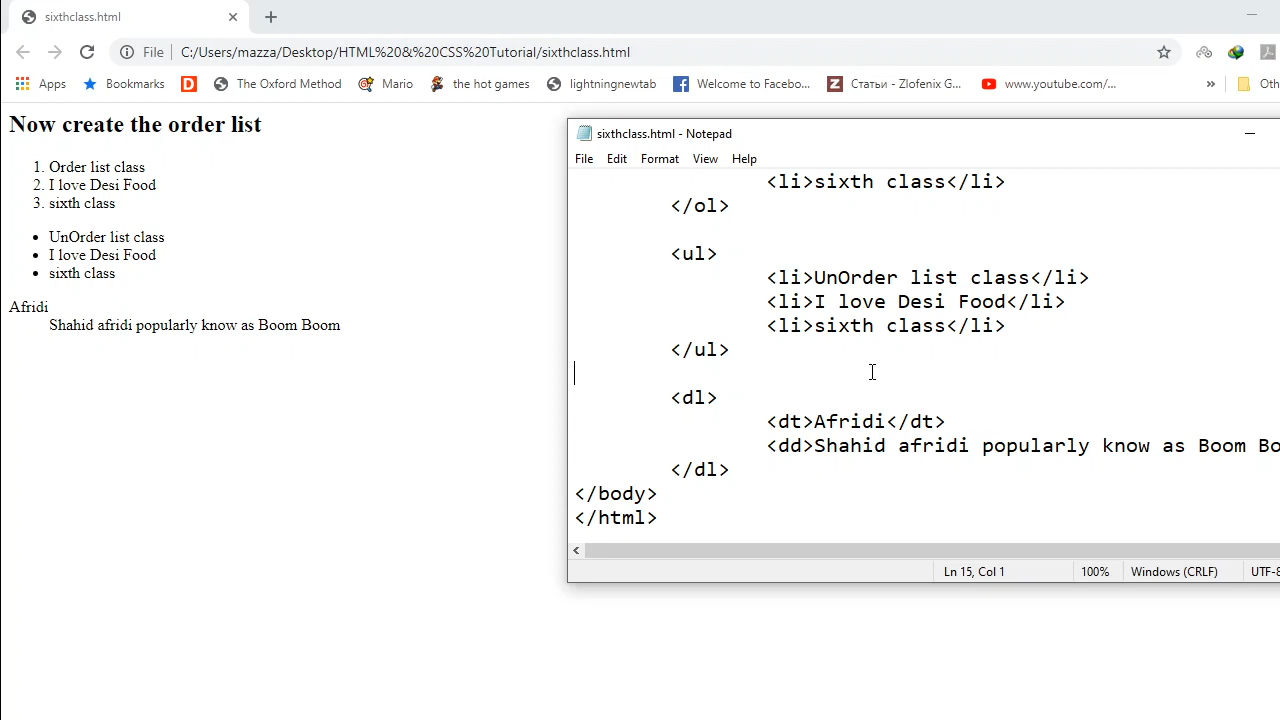 sixthclass.html
File C:/Users/mazza/Desktop/HTML%20&%20CSS%20Tutorial/sixthclass.html
Apps Bookmarks D The Oxford Method Mario the hot games lightningnewtab Welcome to Facebo... Z Статьи - Zlofenix G... www.youtube.com/... » Oth
Now create the order list
1. Order list class
2. I love Desi Food
3. sixth class
• UnOrder list class
• I love Desi Food
• sixth class
Afridi
Shahid afridi popularly know as Boom Boom
sixthclass.html - Notepad
File Edit Format View Help
<li>sixth class</li>
</ol>
<ul>
<li>UnOrder list class</li>
<li>I love Desi Food</li>
<li>sixth class</li>
</ul>
<dl>
<dt>Afridi</dt>
<dd>Shahid afridi popularly know as Boom Bo
</dl>
</body>
</html>
Ln 15, Col 1 100% Windows (CRLF) UTF-8